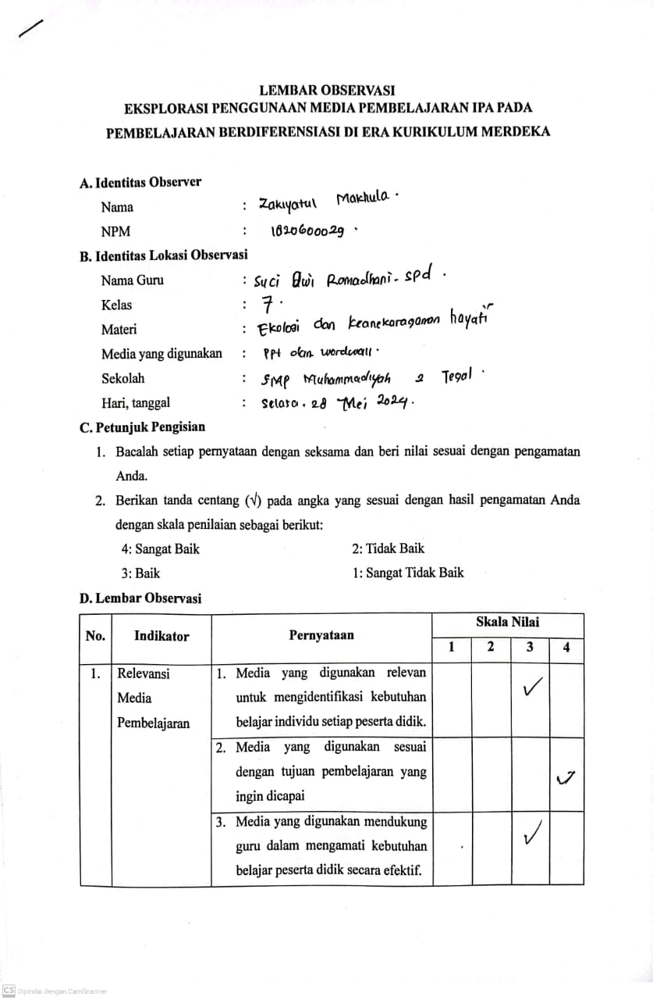 LEMBAR OBSERVASI
EKSPLORASI PENGGUNAAN MEDIA PEMBELAJARAN IPA PADA
PEMBELAJARAN BERDIFERENSIASI DI ERA KURIKULUM MERDEKA
A. Identitas Observer
Nama : Zakiyatul Makhula .
NPM : 1820600029 .
B. Identitas Lokasi Observasi
Nama Guru : Suci Dwi Romadhani - spd .
Kelas : 7 .
Materi : Ekologi dan keanekaragaman hayati
Media yang digunakan : PPt dan wordwall .
Sekolah : SMP Muhammadiyah 2 Tegal .
Hari, tanggal : Selasa . 28 Mei 2024 .
C. Petunjuk Pengisian
1. Bacalah setiap pernyataan dengan seksama dan beri nilai sesuai dengan pengamatan
Anda.
2. Berikan tanda centang (√) pada angka yang sesuai dengan hasil pengamatan Anda
dengan skala penilaian sebagai berikut:
4: Sangat Baik 2: Tidak Baik
3: Baik 1: Sangat Tidak Baik
D. Lembar Observasi
No. Indikator Pernyataan Skala Nilai
1 2 3 4
1. Relevansi Media Pembelajaran
1. Media yang digunakan relevan
untuk mengidentifikasi kebutuhan ✓
belajar individu setiap peserta didik.
2. Media yang digunakan sesuai
dengan tujuan pembelajaran yang ✓
ingin dicapai
3. Media yang digunakan mendukung
guru dalam mengamati kebutuhan ✓
belajar peserta didik secara efektif.
CS Dipindai dengan CamScanner